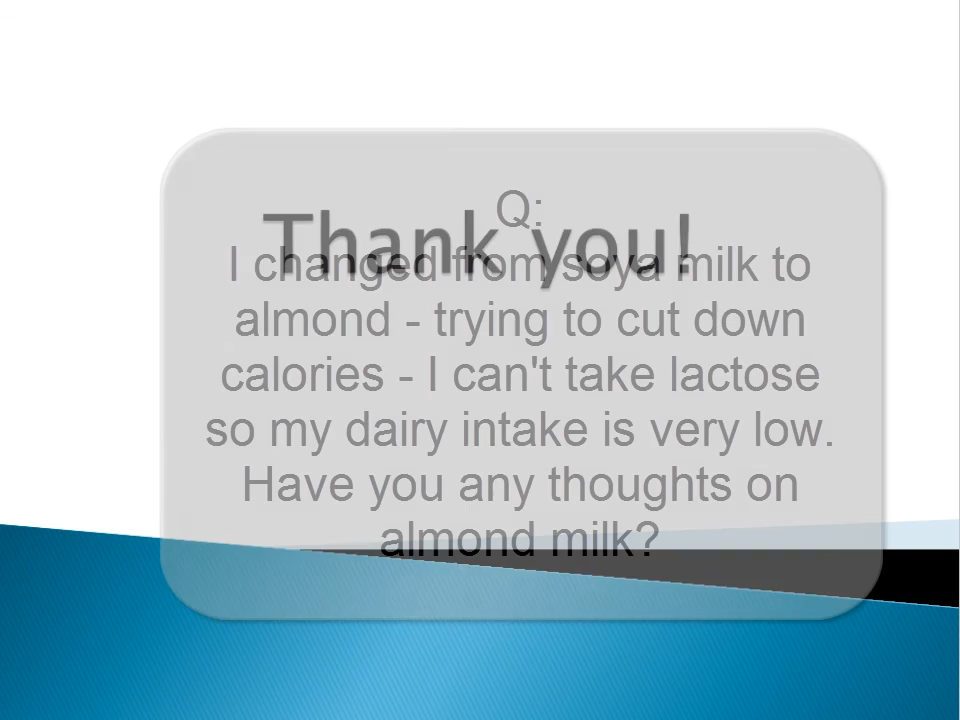 Thank you!
Q:
I changed from soya milk to
almond - trying to cut down
calories - I can't take lactose
so my dairy intake is very low.
Have you any thoughts on
almond milk?